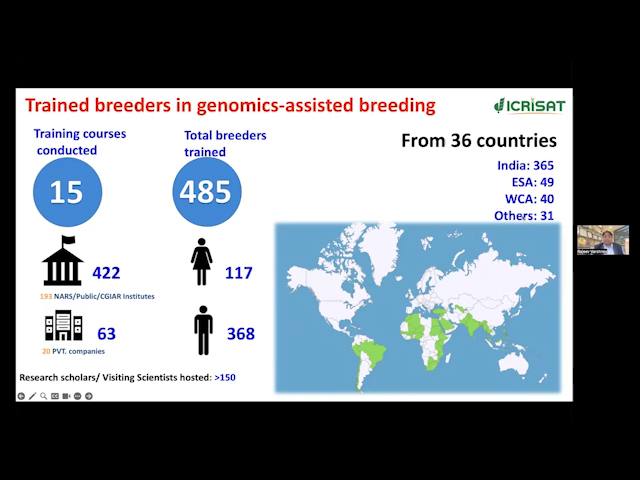 Trained breeders in genomics-assisted breeding
ICRISAT
Training courses
conducted
Total breeders
trained
From 36 countries
15
485
India: 365
ESA: 49
WCA: 40
Others: 31
422
117
193 NARS/Public/CGIAR Institutes
63
368
20 PVT. companies
Research scholars/ Visiting Scientists hosted: >150